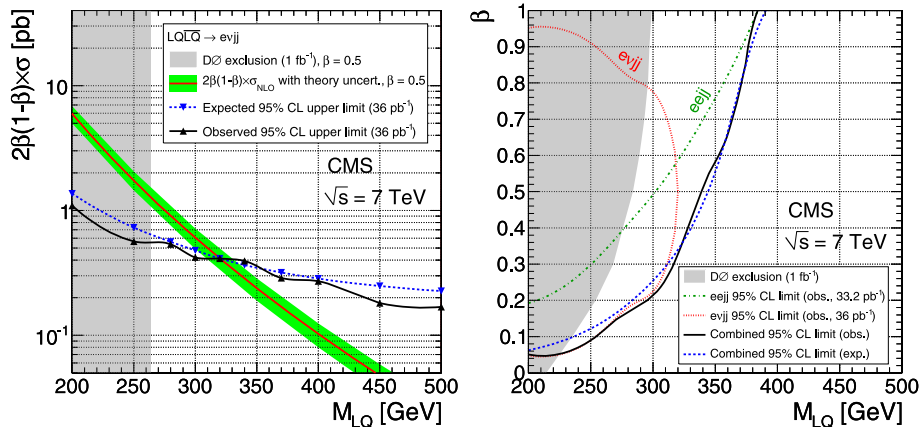 2β(1-β)×σ [pb]
10
1
10⁻¹
LQL̅Q̅ → eνjj
DØ exclusion (1 fb⁻¹), β = 0.5
2β(1-β)×σ_NLO with theory uncert., β = 0.5
Expected 95% CL upper limit (36 pb⁻¹)
Observed 95% CL upper limit (36 pb⁻¹)
CMS
√s = 7 TeV
200 250 300 350 400 450 500
M_LQ [GeV]
β
1
0.9
0.8
0.7
0.6
0.5
0.4
0.3
0.2
0.1
0
eνjj
eejj
CMS
√s = 7 TeV
DØ exclusion (1 fb⁻¹)
eejj 95% CL limit (obs., 33.2 pb⁻¹)
eνjj 95% CL limit (obs., 36 pb⁻¹)
Combined 95% CL limit (obs.)
Combined 95% CL limit (exp.)
200 250 300 350 400 450 500
M_LQ [GeV]